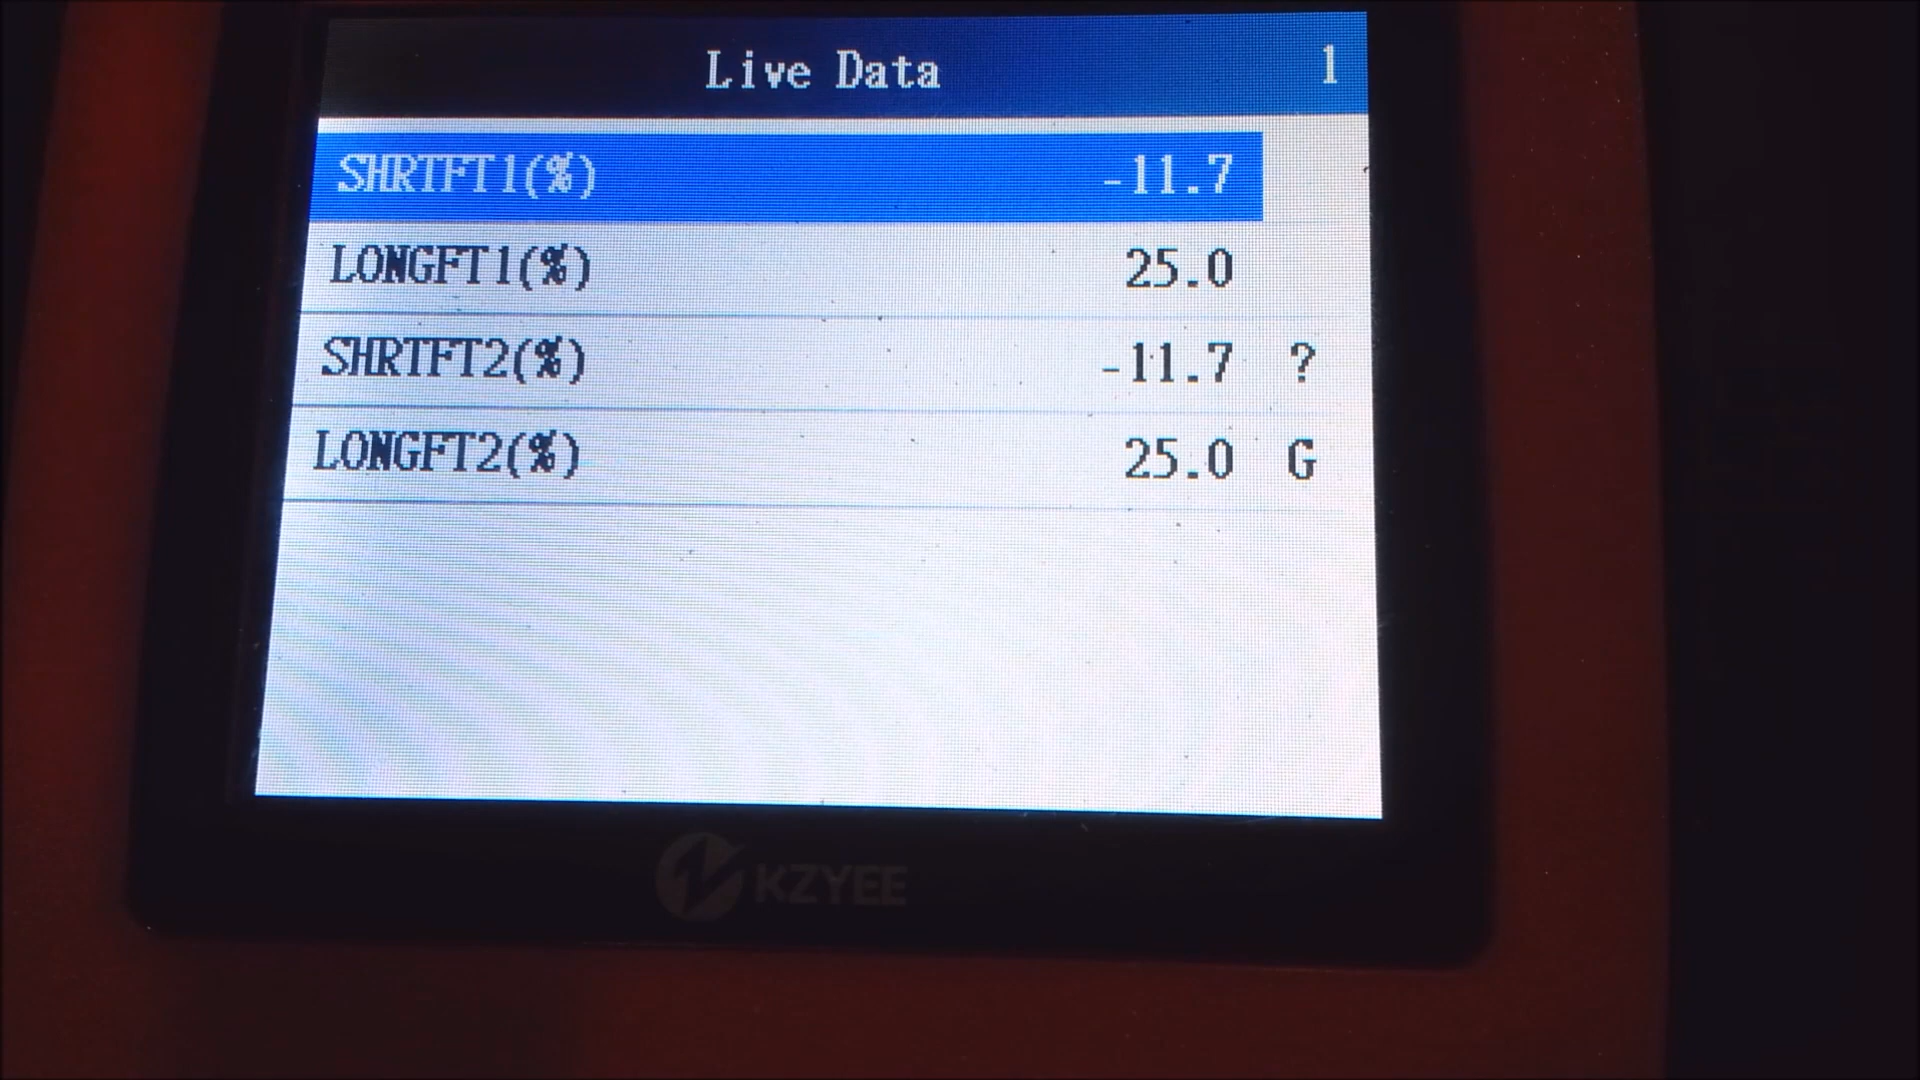 Live Data 1
SHRTFT1(%) -11.7
LONGFT1(%) 25.0
SHRTFT2(%) -11.7 ?
LONGFT2(%) 25.0 G
KZYEE